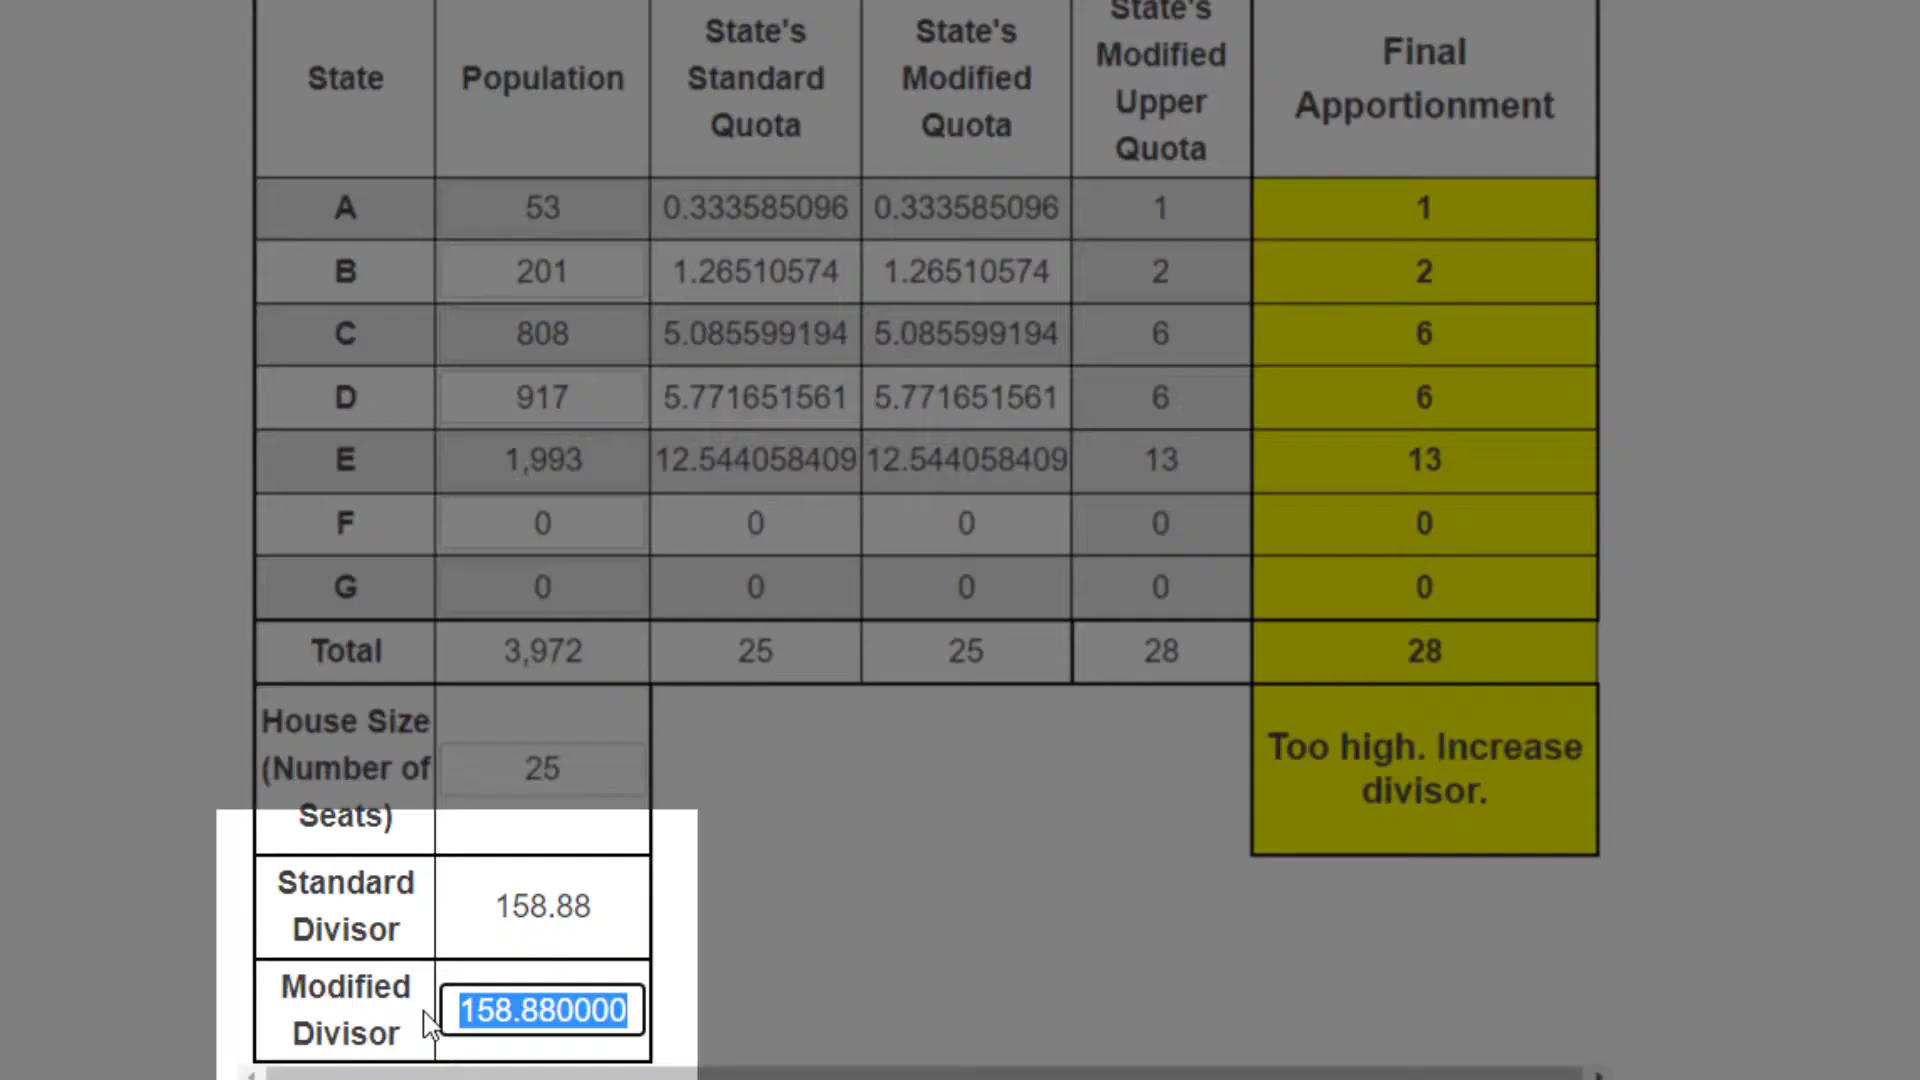 State
Population
State's
Standard
Quota
State's
Modified
Quota
State's
Modified
Upper
Quota
Final
Apportionment
A 53 0.333585096 0.333585096 1 1
B 201 1.26510574 1.26510574 2 2
C 808 5.085599194 5.085599194 6 6
D 917 5.771651561 5.771651561 6 6
E 1,993 12.544058409 12.544058409 13 13
F 0 0 0 0 0
G 0 0 0 0 0
Total 3,972 25 25 28 28
House Size
(Number of
Seats)
25
Too high. Increase
divisor.
Standard
Divisor
158.88
Modified
Divisor
158.880000